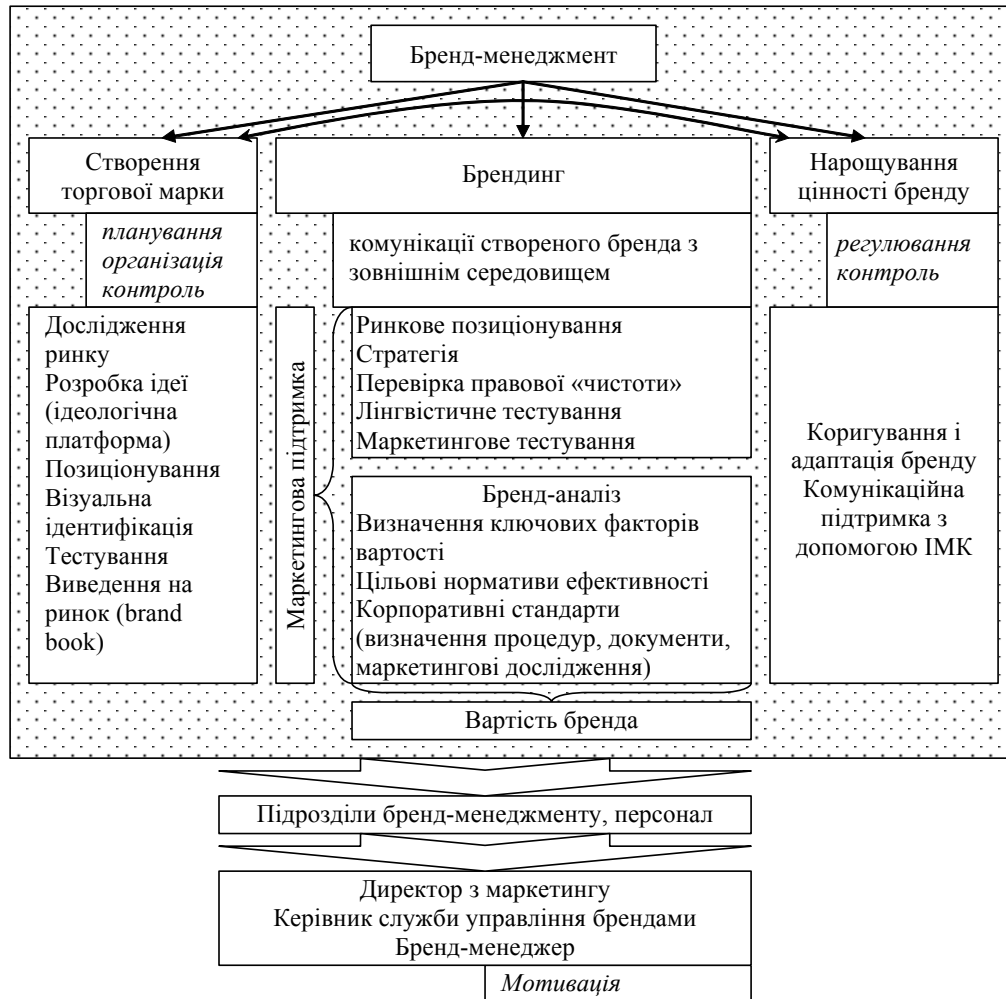 Бренд-менеджмент
Створення
торгової марки
Брендинг
Нарощування
цінності бренду
планування
організація
контроль
комунікації створеного бренда з
зовнішнім середовищем
регулювання
контроль
Дослідження
ринку
Розробка ідеї
(ідеологічна
платформа)
Позиціонування
Візуальна
ідентифікація
Тестування
Виведення на
ринок (brand
book)
Маркетингова підтримка
Ринкове позиціонування
Стратегія
Перевірка правової «чистоти»
Лінгвістичне тестування
Маркетингове тестування
Бренд-аналіз
Визначення ключових факторів
вартості
Цільові нормативи ефективності
Корпоративні стандарти
(визначення процедур, документи,
маркетингові дослідження)
Коригування і
адаптація бренду
Комунікаційна
підтримка з
допомогою ІМК
Вартість бренда
Підрозділи бренд-менеджменту, персонал
Директор з маркетингу
Керівник служби управління брендами
Бренд-менеджер
Мотивація